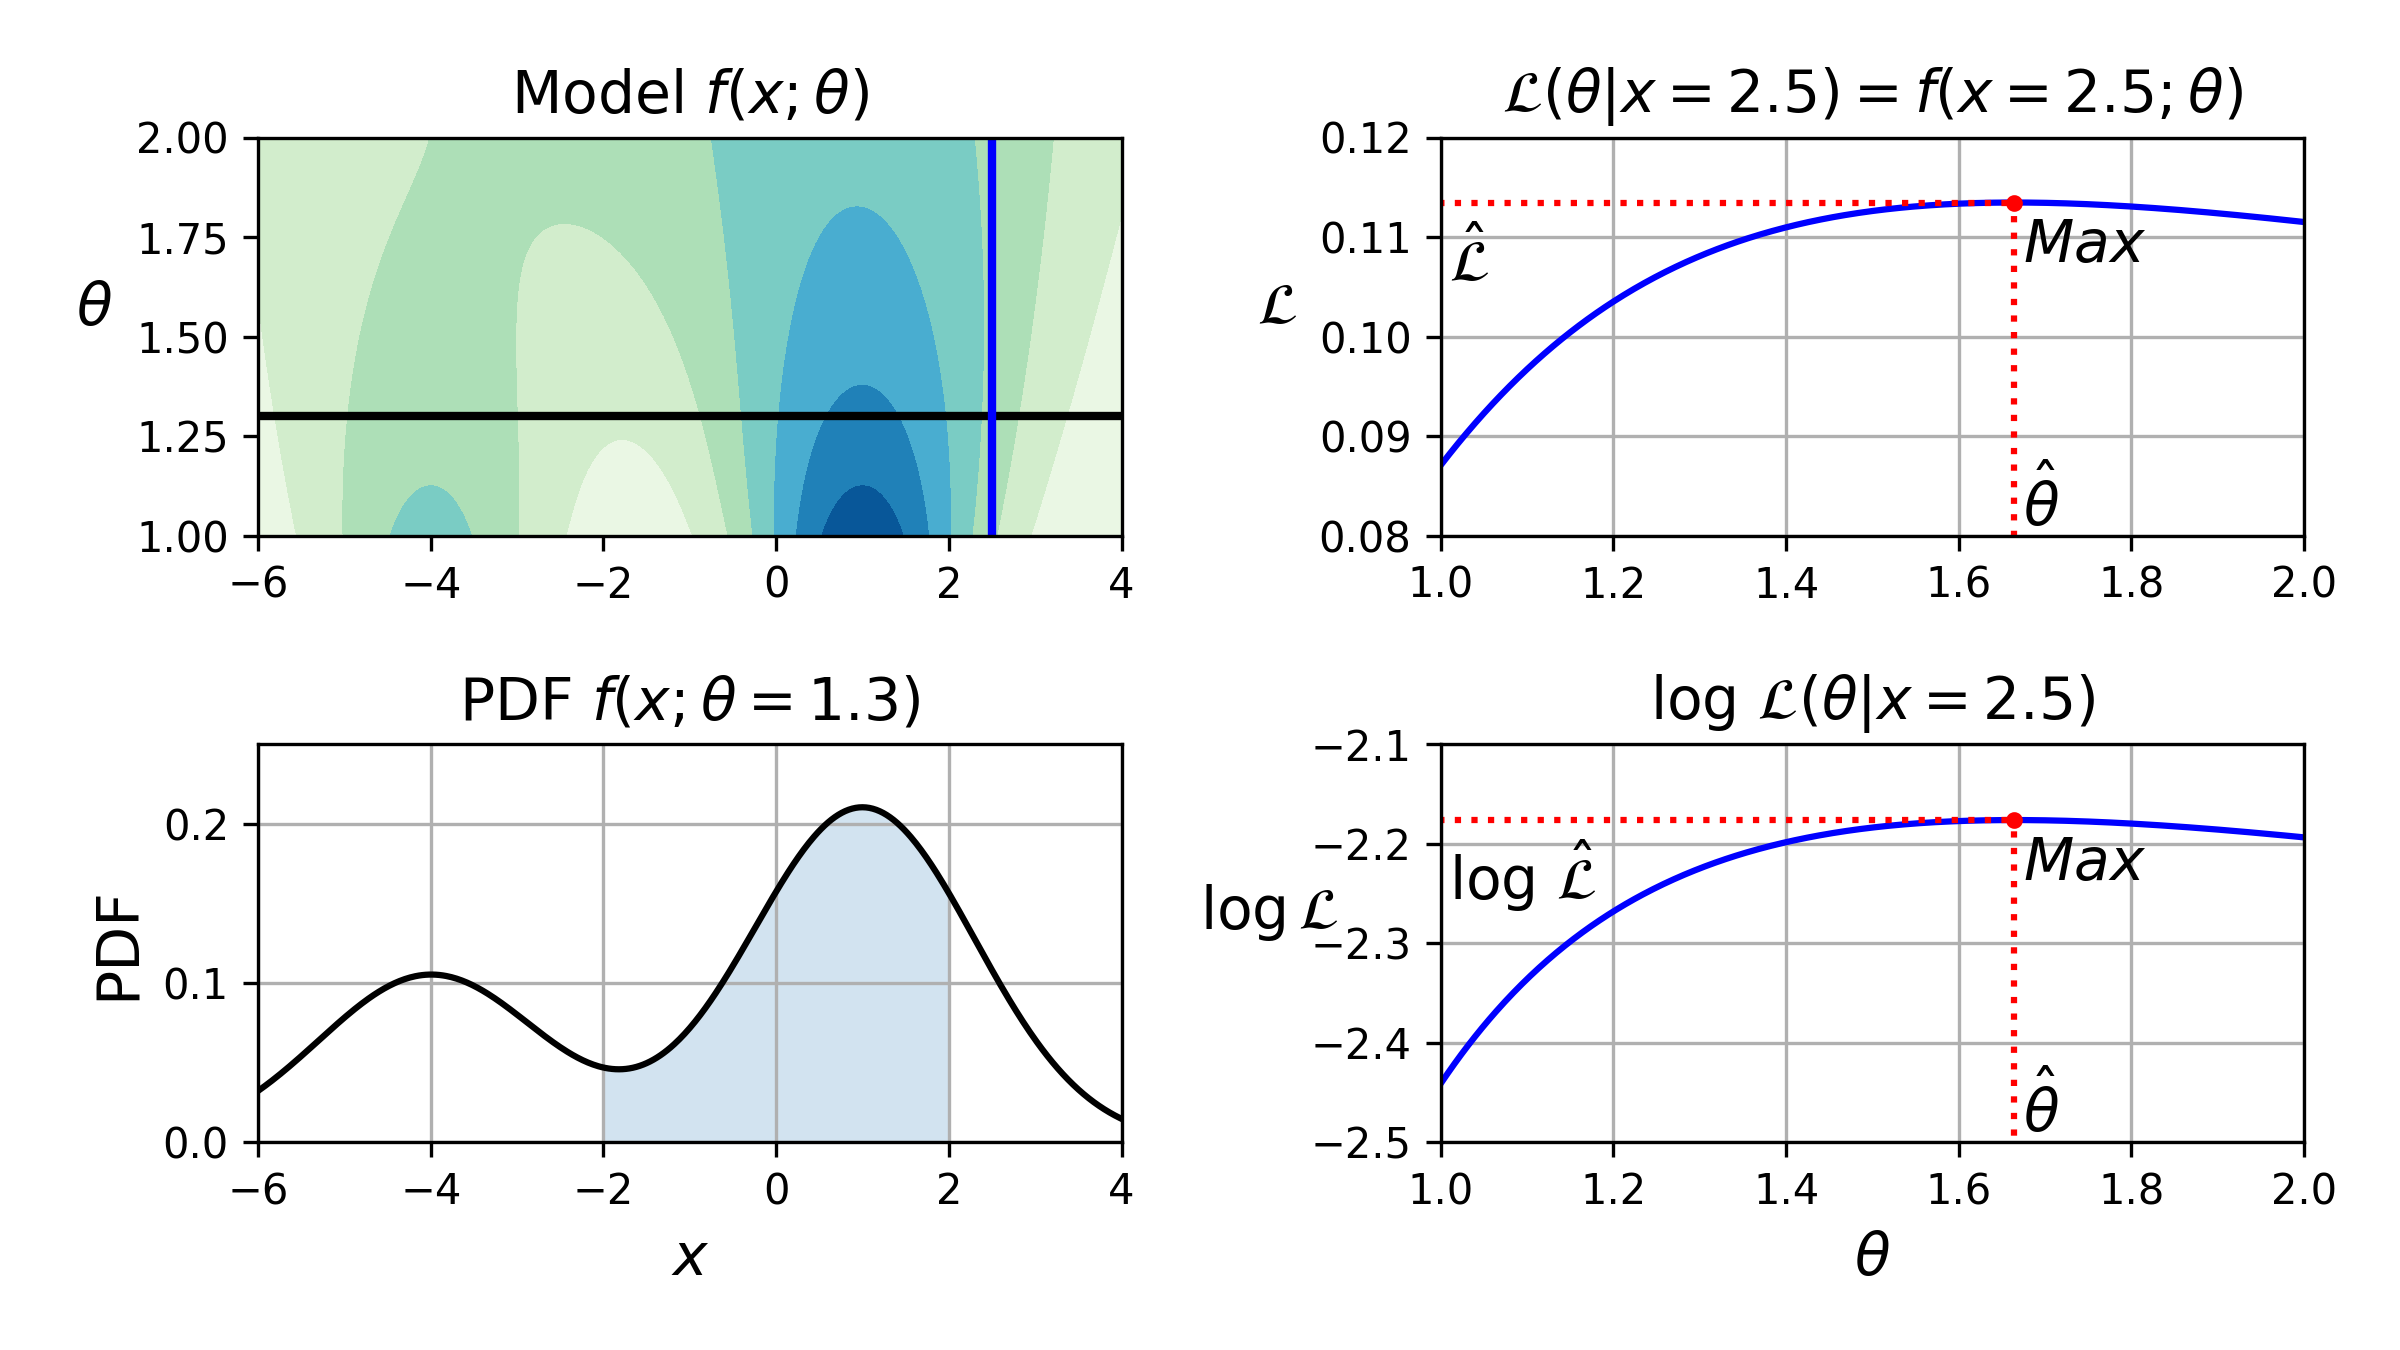 Model f(x; θ)
2.00
1.75
1.50
1.25
1.00
θ
−6 −4 −2 0 2 4
ℒ(θ|x = 2.5) = f(x = 2.5; θ)
0.12
0.11
0.10
0.09
0.08
ℒ
ℒ̂
Max
θ̂
1.0 1.2 1.4 1.6 1.8 2.0
PDF f(x; θ = 1.3)
0.2
0.1
0.0
PDF
−6 −4 −2 0 2 4
x
log ℒ(θ|x = 2.5)
−2.1
−2.2
−2.3
−2.4
−2.5
log ℒ
log ℒ̂
Max
θ̂
1.0 1.2 1.4 1.6 1.8 2.0
θ